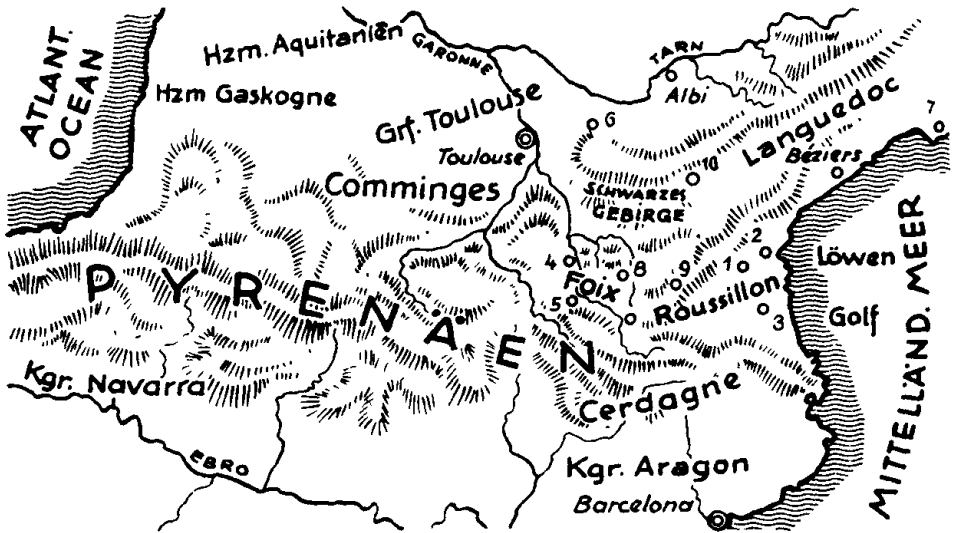 ATLANT. OCEAN
Hzm. Aquitanien
GARONNE
TARN
Albi
Hzm Gaskogne
Grf. Toulouse
6
Languedoc
7
Toulouse
10
Béziers
Comminges
SCHWARZES
GEBIRGE
2
Löwen
4
8
1
9
Foix
Roussillon
5
3
Golf
PYRENÄEN
MITTELLÄND. MEER
Kgr. Navarra
Cerdagne
EBRO
Kgr. Aragon
Barcelona